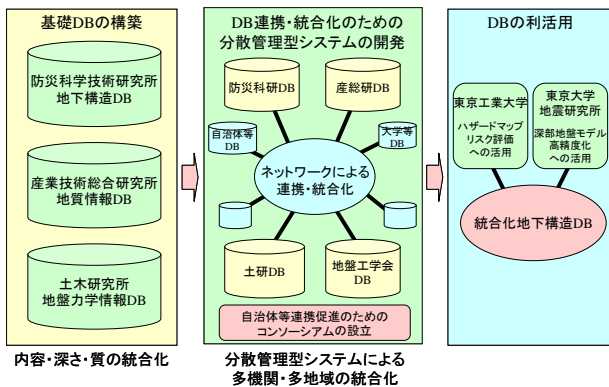 基礎DBの構築
防災科学技術研究所
地下構造DB
産業技術総合研究所
地質情報DB
土木研究所
地盤力学情報DB
内容・深さ・質の統合化
DB連携・統合化のための
分散管理型システムの開発
防災科研DB
産総研DB
自治体等
DB
大学等
DB
ネットワークによる
連携・統合化
土研DB
地盤工学会
DB
自治体等連携促進のための
コンソーシアムの設立
分散管理型システムによる
多機関・多地域の統合化
DBの利活用
東京工業大学
ハザードマップ
リスク評価
への活用
東京大学
地震研究所
深部地盤モデル
高精度化
への活用
統合化地下構造DB